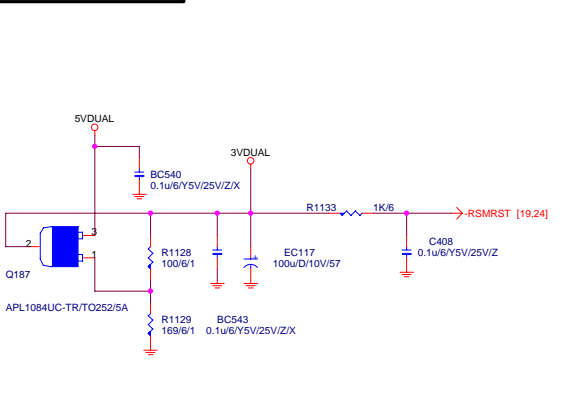 5VDUAL
3VDUAL
BC540
0.1u/6/Y5V/25V/Z/X
R1133
1K/6
-RSMRST [19,24]
3
2
1
Q187
R1128
100/6/1
EC117
100u/D/10V/57
C408
0.1u/6/Y5V/25V/Z
APL1084UC-TR/TO252/5A
R1129
169/6/1
BC543
0.1u/6/Y5V/25V/Z/X